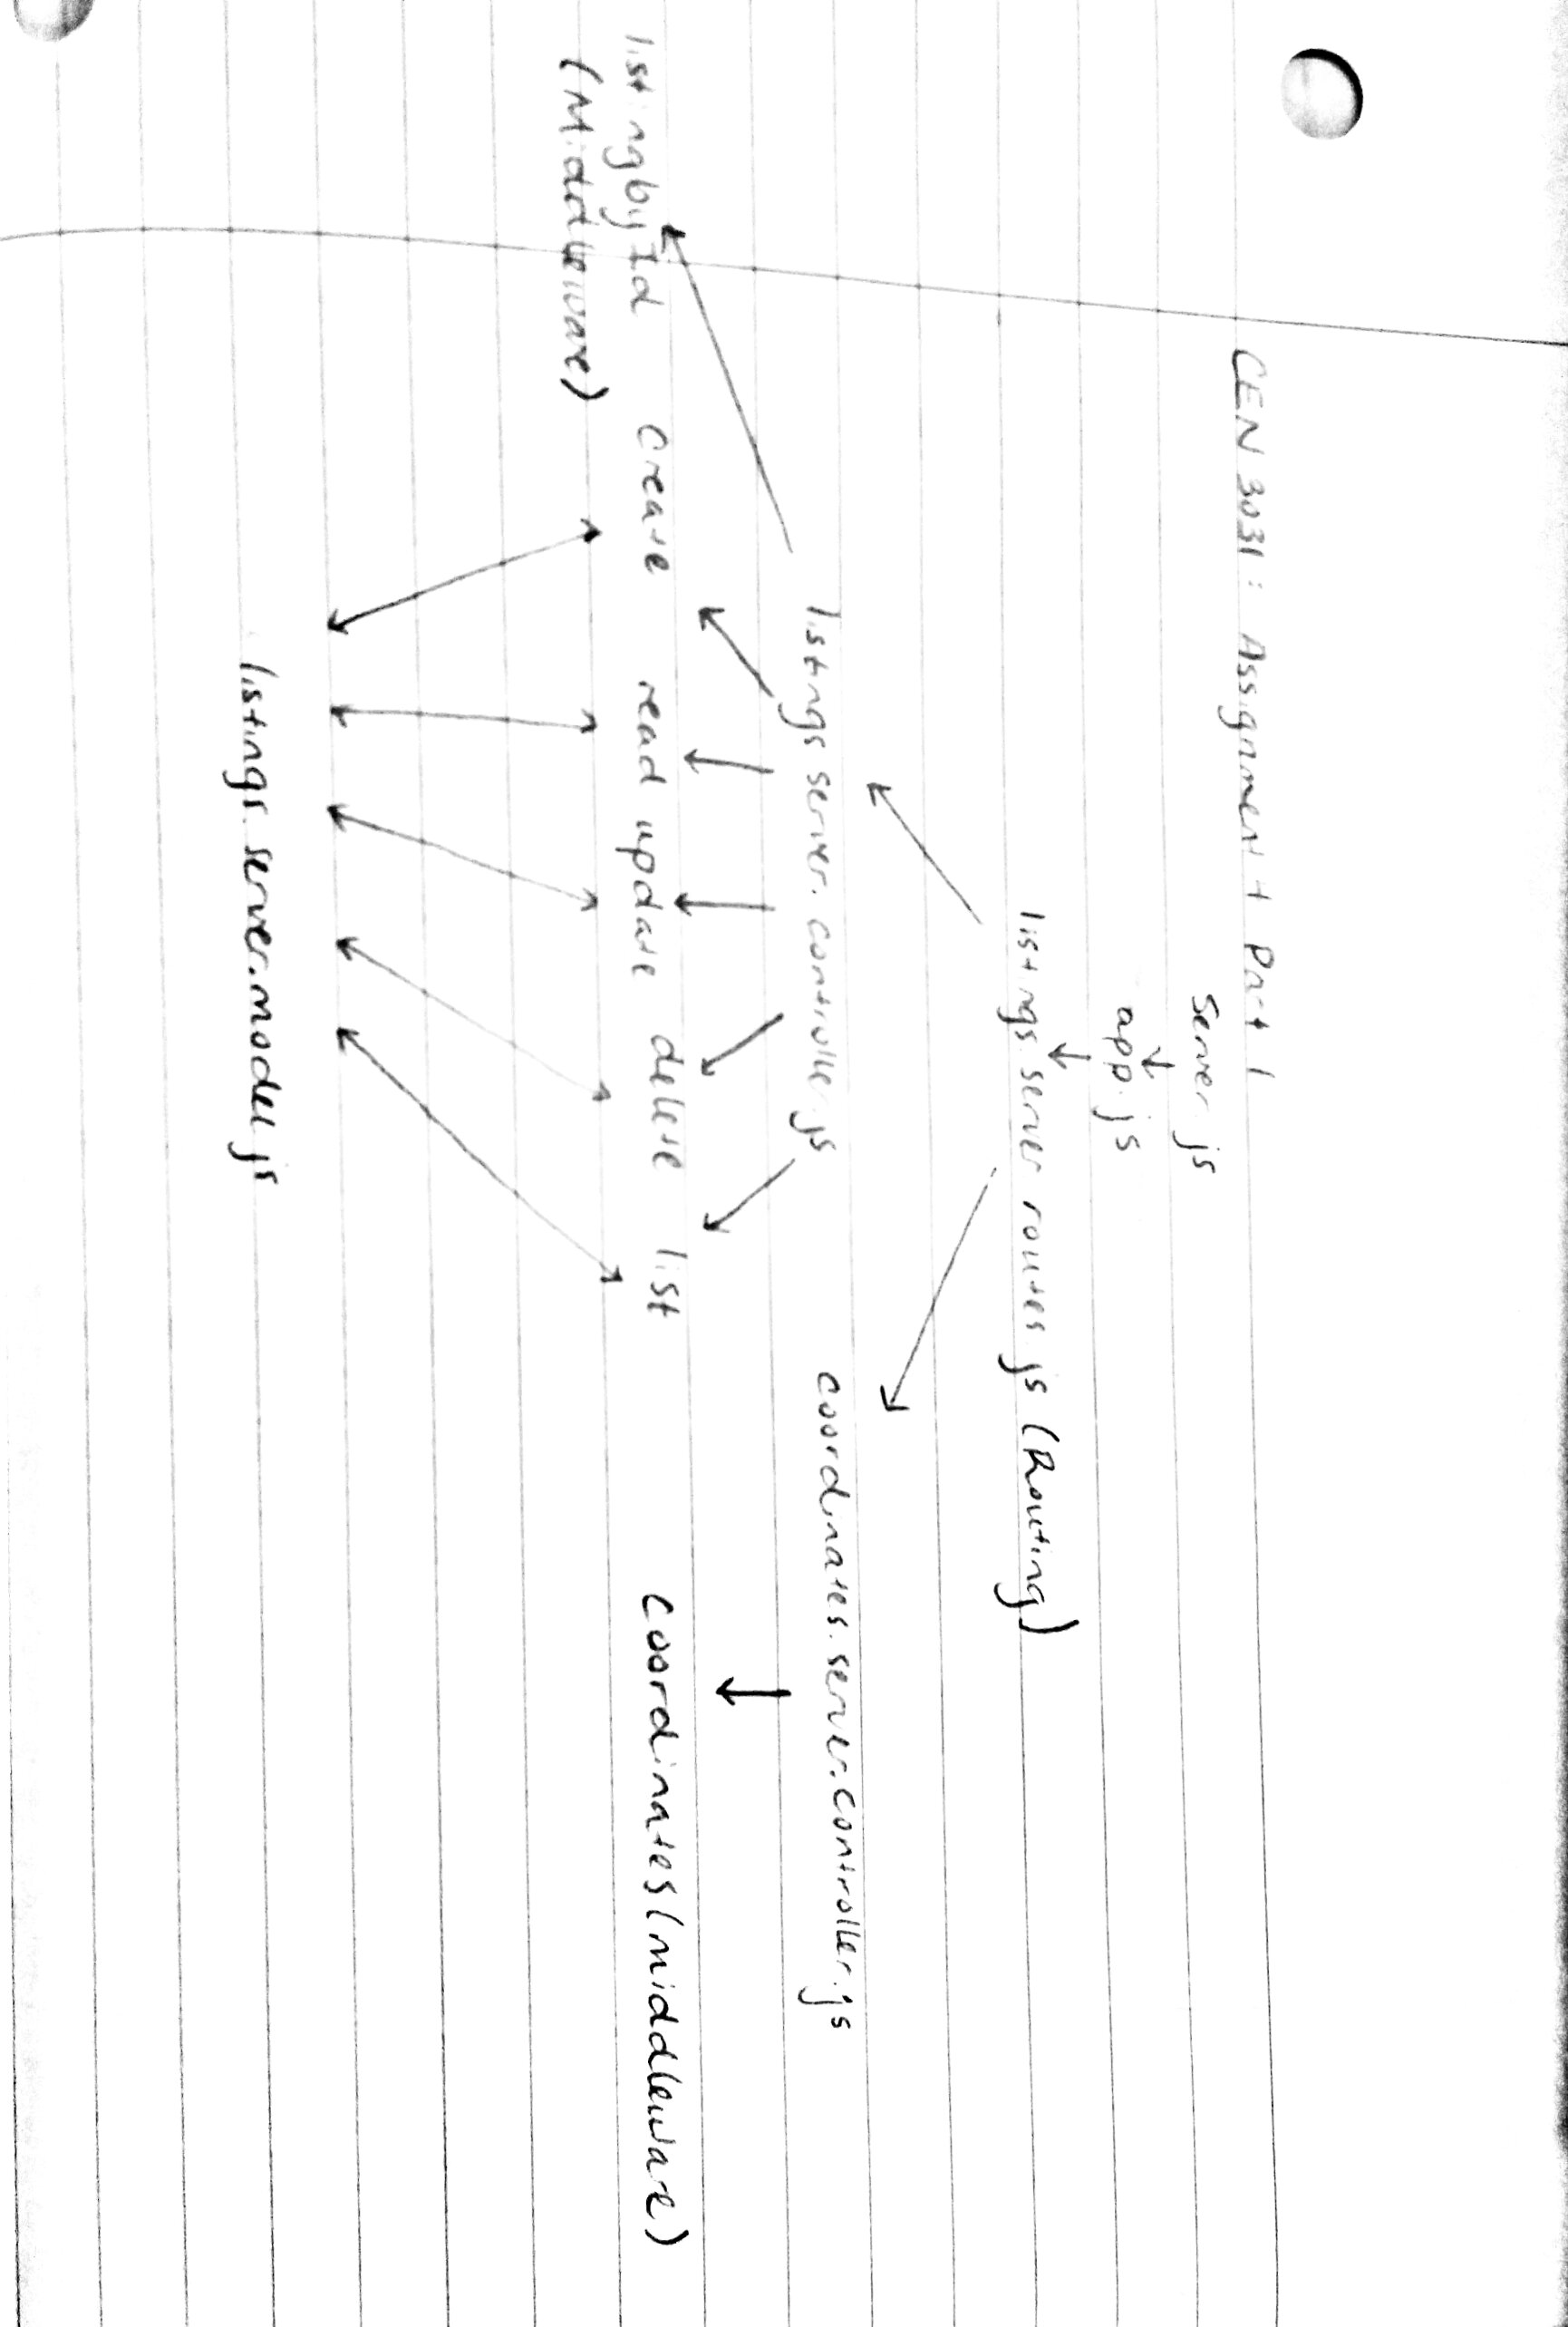 CEN 3031: Assignment Part 1
server.js
app.js
listings.server.routes.js (Routing)
listings.server.controller.js coordinates.server.controller.js
listingbyId create read update delete list coordinates (middleware)
(Middleware)
listings.server.model.js